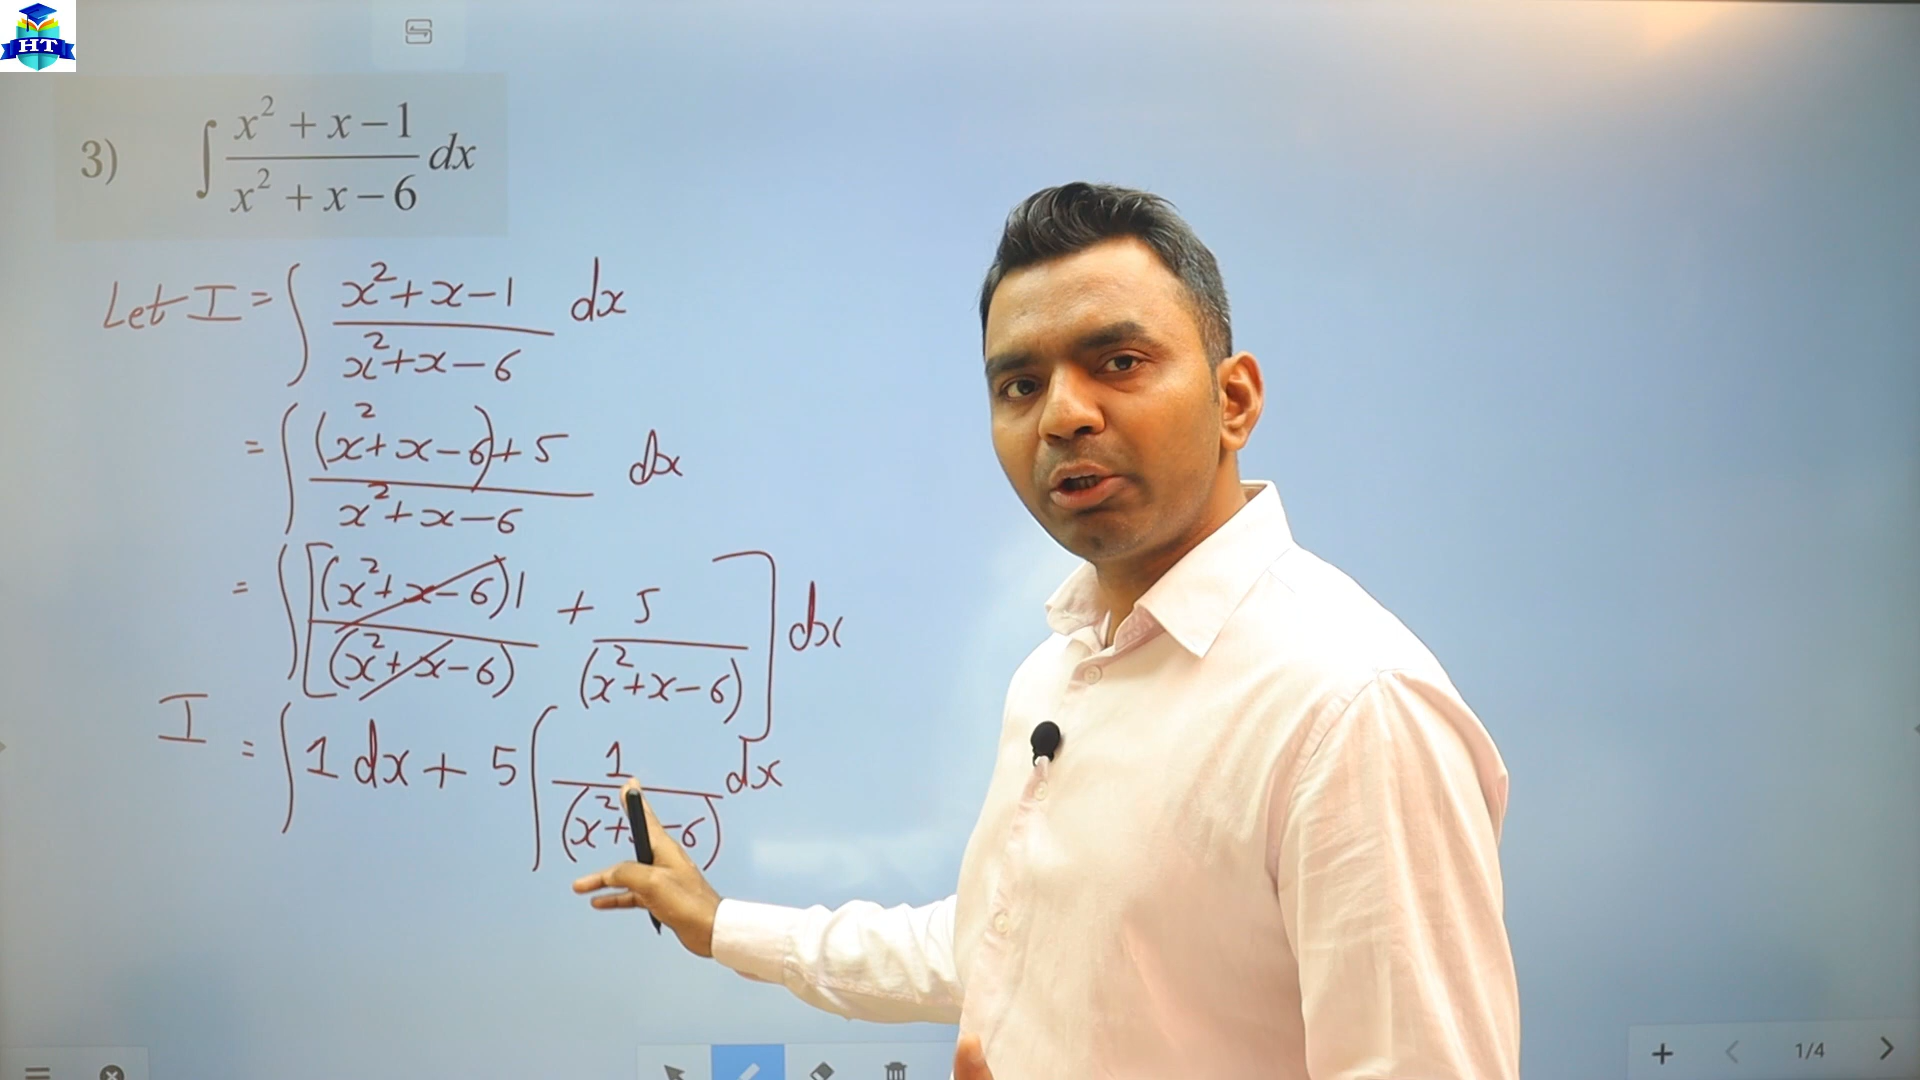 HT
3) ∫ x² + x − 1 / x² + x − 6 dx
Let I = ∫ x² + x − 1 / x² + x − 6 dx
= ∫ (x² + x − 6) + 5 / x² + x − 6 dx
= ∫ [ (x² + x − 6) 1 / (x² + x − 6) + 5 / (x² + x − 6) ] dx
I = ∫ 1 dx + 5 ∫ 1 / (x² + − 6) dx
1/4